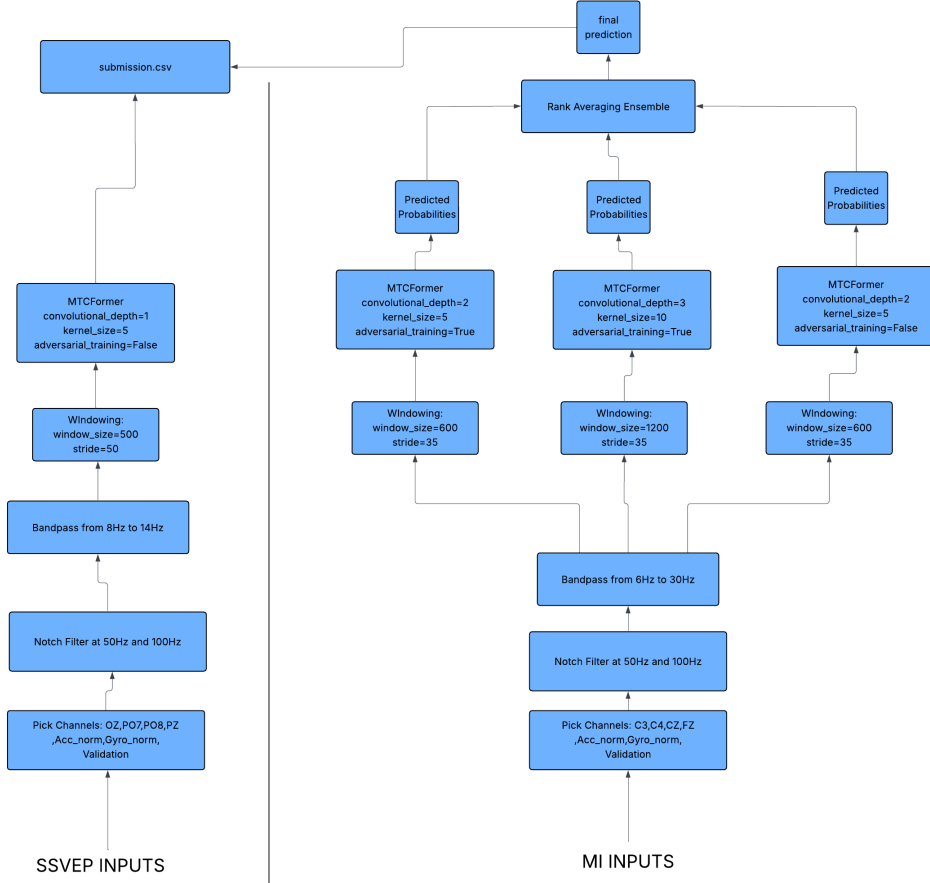 final
prediction
submission.csv
Rank Averaging Ensemble
Predicted
Probabilities
Predicted
Probabilities
Predicted
Probabilities
MTCFormer
convolutional_depth=1
kernel_size=5
adversarial_training=False
MTCFormer
convolutional_depth=2
kernel_size=5
adversarial_training=True
MTCFormer
convolutional_depth=3
kernel_size=10
adversarial_training=True
MTCFormer
convolutional_depth=2
kernel_size=5
adversarial_training=False
WIndowing:
window_size=500
stride=50
WIndowing:
window_size=600
stride=35
WIndowing:
window_size=1200
stride=35
WIndowing:
window_size=600
stride=35
Bandpass from 8Hz to 14Hz
Bandpass from 6Hz to 30Hz
Notch Filter at 50Hz and 100Hz
Notch Filter at 50Hz and 100Hz
Pick Channels: OZ,PO7,PO8,PZ
,Acc_norm,Gyro_norm,
Validation
Pick Channels: C3,C4,CZ,FZ
,Acc_norm,Gyro_norm,
Validation
SSVEP INPUTS
MI INPUTS